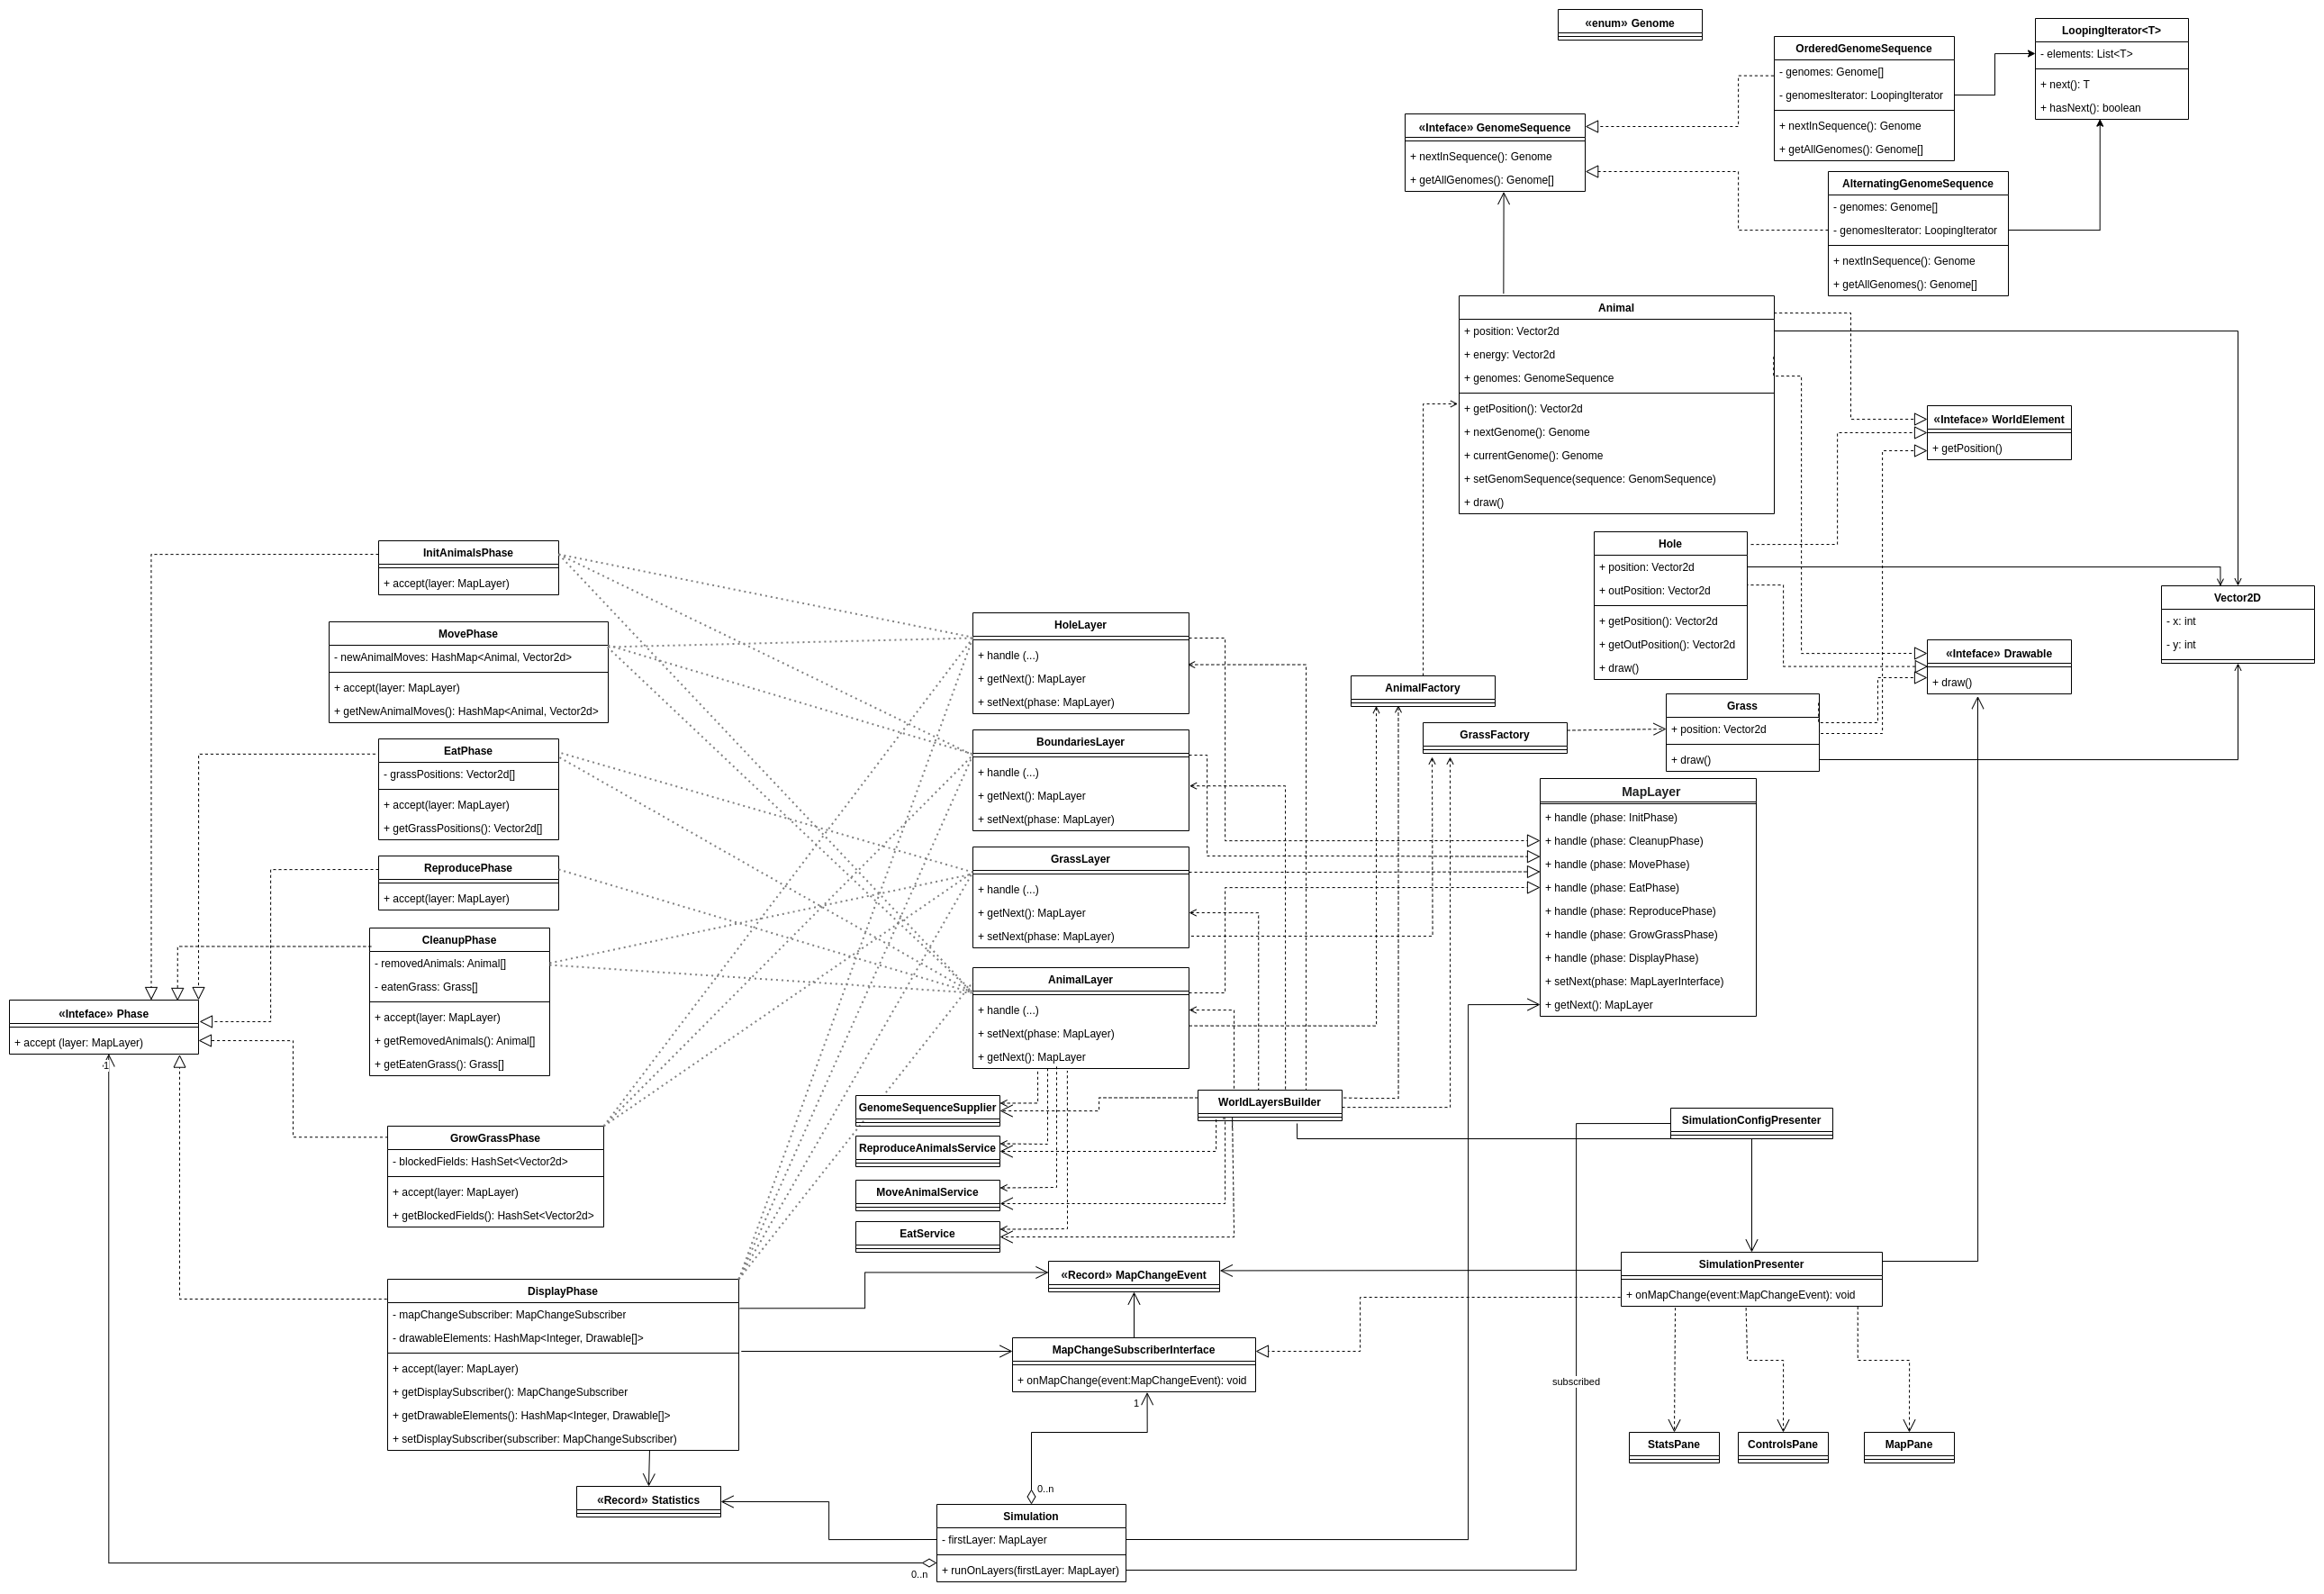 «enum» Genome
LoopingIterator<T>
- elements: List<T>
+ next(): T
+ hasNext(): boolean
OrderedGenomeSequence
- genomes: Genome[]
- genomesIterator: LoopingIterator
+ nextInSequence(): Genome
+ getAllGenomes(): Genome[]
«Inteface» GenomeSequence
+ nextInSequence(): Genome
+ getAllGenomes(): Genome[]
AlternatingGenomeSequence
- genomes: Genome[]
- genomesIterator: LoopingIterator
+ nextInSequence(): Genome
+ getAllGenomes(): Genome[]
Animal
+ position: Vector2d
+ energy: Vector2d
+ genomes: GenomeSequence
+ getPosition(): Vector2d
+ nextGenome(): Genome
+ currentGenome(): Genome
+ setGenomSequence(sequence: GenomSequence)
+ draw()
«Inteface» WorldElement
+ getPosition()
Hole
+ position: Vector2d
+ outPosition: Vector2d
+ getPosition(): Vector2d
+ getOutPosition(): Vector2d
+ draw()
Vector2D
- x: int
- y: int
«Inteface» Drawable
+ draw()
InitAnimalsPhase
+ accept(layer: MapLayer)
MovePhase
- newAnimalMoves: HashMap<Animal, Vector2d>
+ accept(layer: MapLayer)
+ getNewAnimalMoves(): HashMap<Animal, Vector2d>
EatPhase
- grassPositions: Vector2d[]
+ accept(layer: MapLayer)
+ getGrassPositions(): Vector2d[]
ReproducePhase
+ accept(layer: MapLayer)
CleanupPhase
- removedAnimals: Animal[]
- eatenGrass: Grass[]
+ accept(layer: MapLayer)
+ getRemovedAnimals(): Animal[]
+ getEatenGrass(): Grass[]
«Inteface» Phase
+ accept (layer: MapLayer)
1
GrowGrassPhase
- blockedFields: HashSet<Vector2d>
+ accept(layer: MapLayer)
+ getBlockedFields(): HashSet<Vector2d>
DisplayPhase
- mapChangeSubscriber: MapChangeSubscriber
- drawableElements: HashMap<Integer, Drawable[]>
+ accept(layer: MapLayer)
+ getDisplaySubscriber(): MapChangeSubscriber
+ getDrawableElements(): HashMap<Integer, Drawable[]>
+ setDisplaySubscriber(subscriber: MapChangeSubscriber)
HoleLayer
+ handle (...)
+ getNext(): MapLayer
+ setNext(phase: MapLayer)
BoundariesLayer
+ handle (...)
+ getNext(): MapLayer
+ setNext(phase: MapLayer)
GrassLayer
+ handle (...)
+ getNext(): MapLayer
+ setNext(phase: MapLayer)
AnimalLayer
+ handle (...)
+ setNext(phase: MapLayer)
+ getNext(): MapLayer
AnimalFactory
GrassFactory
Grass
+ position: Vector2d
+ draw()
MapLayer
+ handle (phase: InitPhase)
+ handle (phase: CleanupPhase)
+ handle (phase: MovePhase)
+ handle (phase: EatPhase)
+ handle (phase: ReproducePhase)
+ handle (phase: GrowGrassPhase)
+ handle (phase: DisplayPhase)
+ setNext(phase: MapLayerInterface)
+ getNext(): MapLayer
GenomeSequenceSupplier
ReproduceAnimalsService
MoveAnimalService
EatService
WorldLayersBuilder
SimulationConfigPresenter
SimulationPresenter
+ onMapChange(event:MapChangeEvent): void
«Record» MapChangeEvent
MapChangeSubscriberInterface
+ onMapChange(event:MapChangeEvent): void
1
subscribed
StatsPane
ControlsPane
MapPane
«Record» Statistics
0..n
Simulation
- firstLayer: MapLayer
+ runOnLayers(firstLayer: MapLayer)
0..n